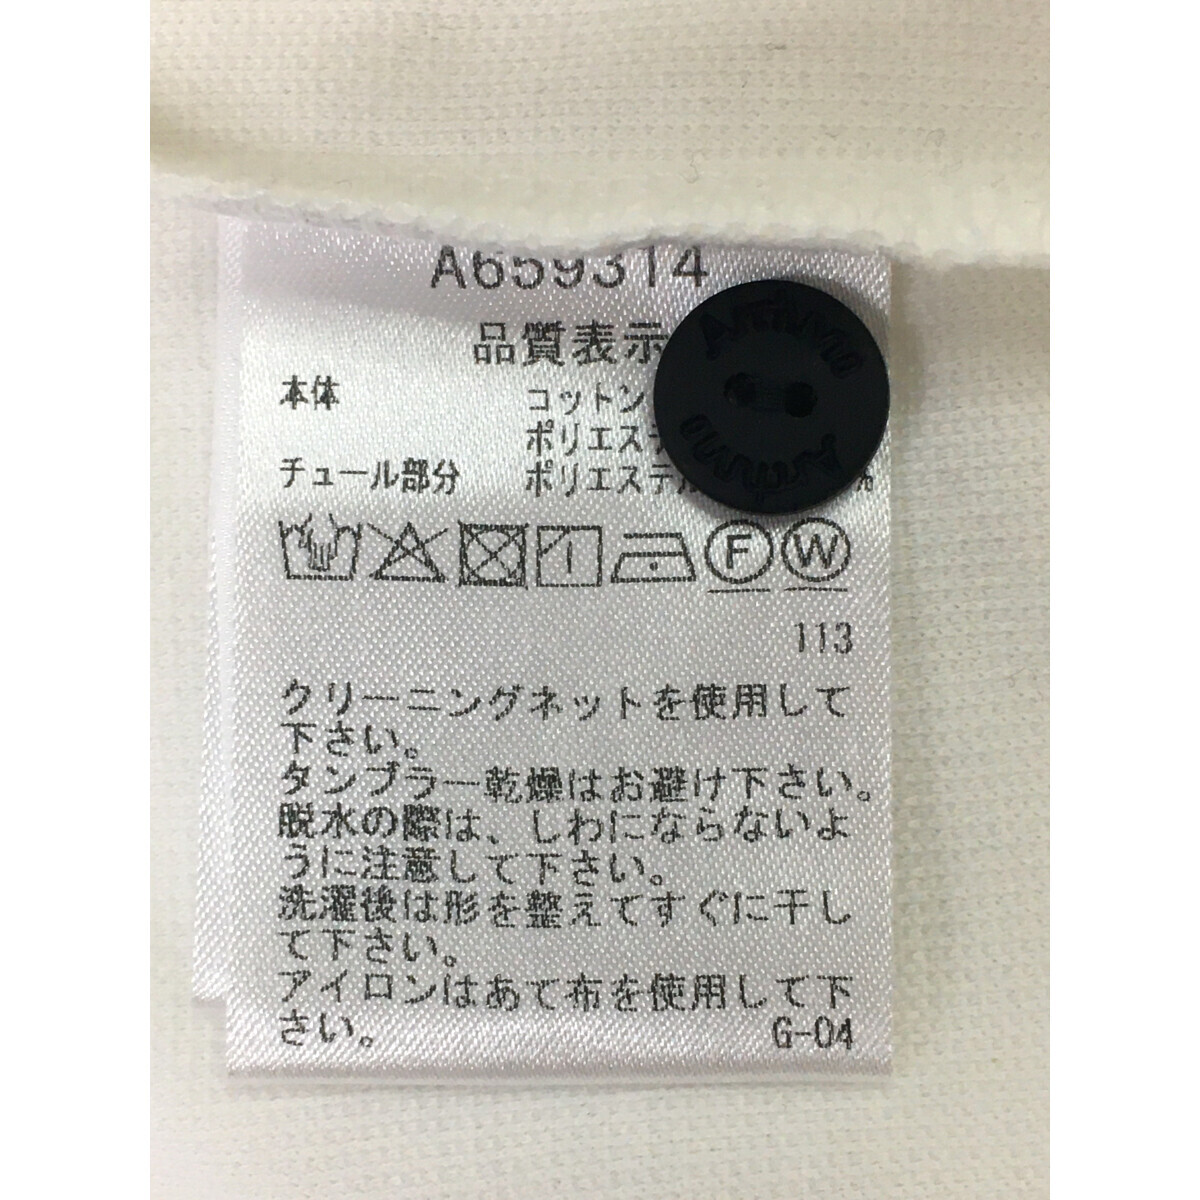 A659314
品質表示
本体 コットン
ポリエステ
チュール部分 ポリエステル %
F W
113
クリーニングネットを使用して
下さい。
タンブラー乾燥はお避け下さい。
脱水の際は、しわにならないよ
うに注意して下さい。
洗濯後は形を整えてすぐに干し
て下さい。
アイロンはあて布を使用して下
さい。 G-04